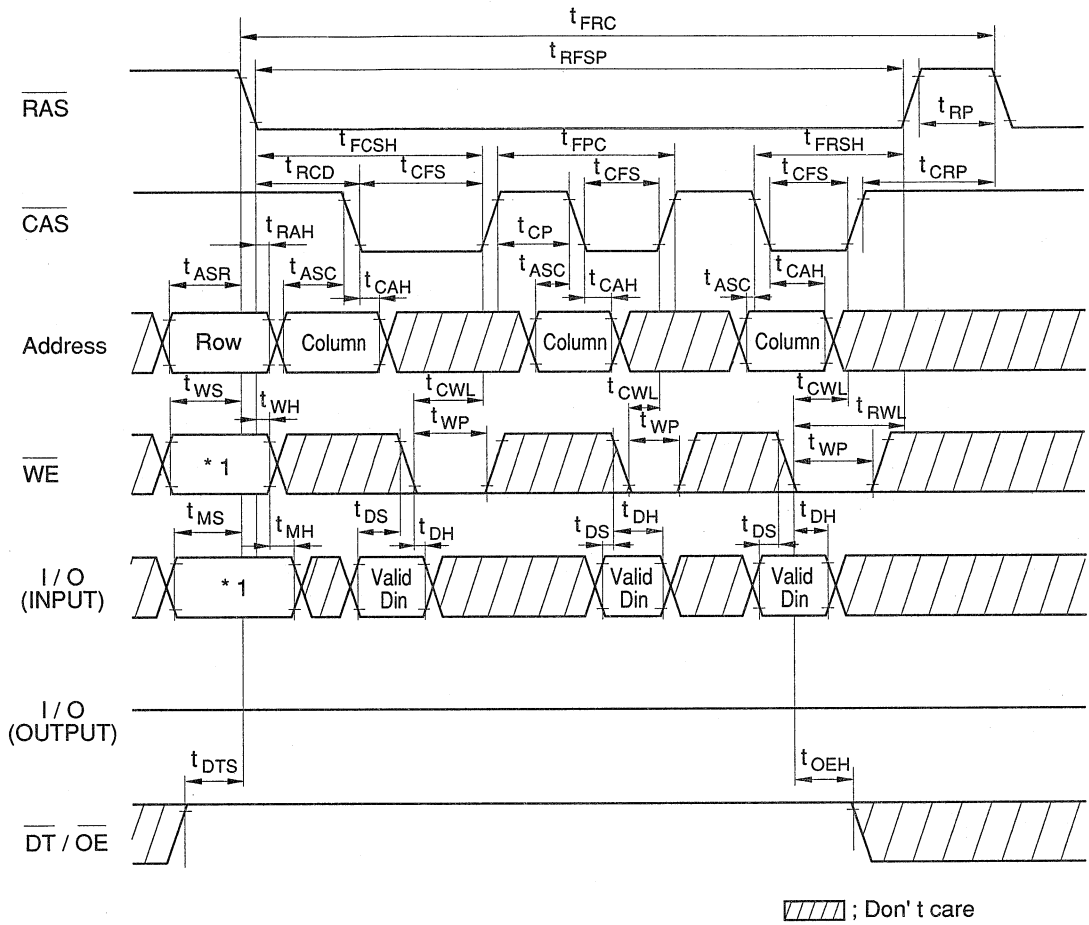 tFRC
tRFSP
RAS
tRP
tFCSH
tFPC
tFRSH
tRCD
tCFS
tCFS
tCFS
tCRP
CAS
tRAH
tCP
tASR
tASC
tCAH
tASC
tCAH
tASC
tCAH
Address
Row
Column
Column
Column
tWS
tWH
tCWL
tWP
tCWL
tWP
tCWL
tRWL
tWP
WE
* 1
tMS
tMH
tDS
tDH
tDS
tDH
tDS
tDH
I / O
(INPUT)
* 1
Valid
Din
Valid
Din
Valid
Din
I / O
(OUTPUT)
tDTS
tOEH
DT / OE
; Don' t care